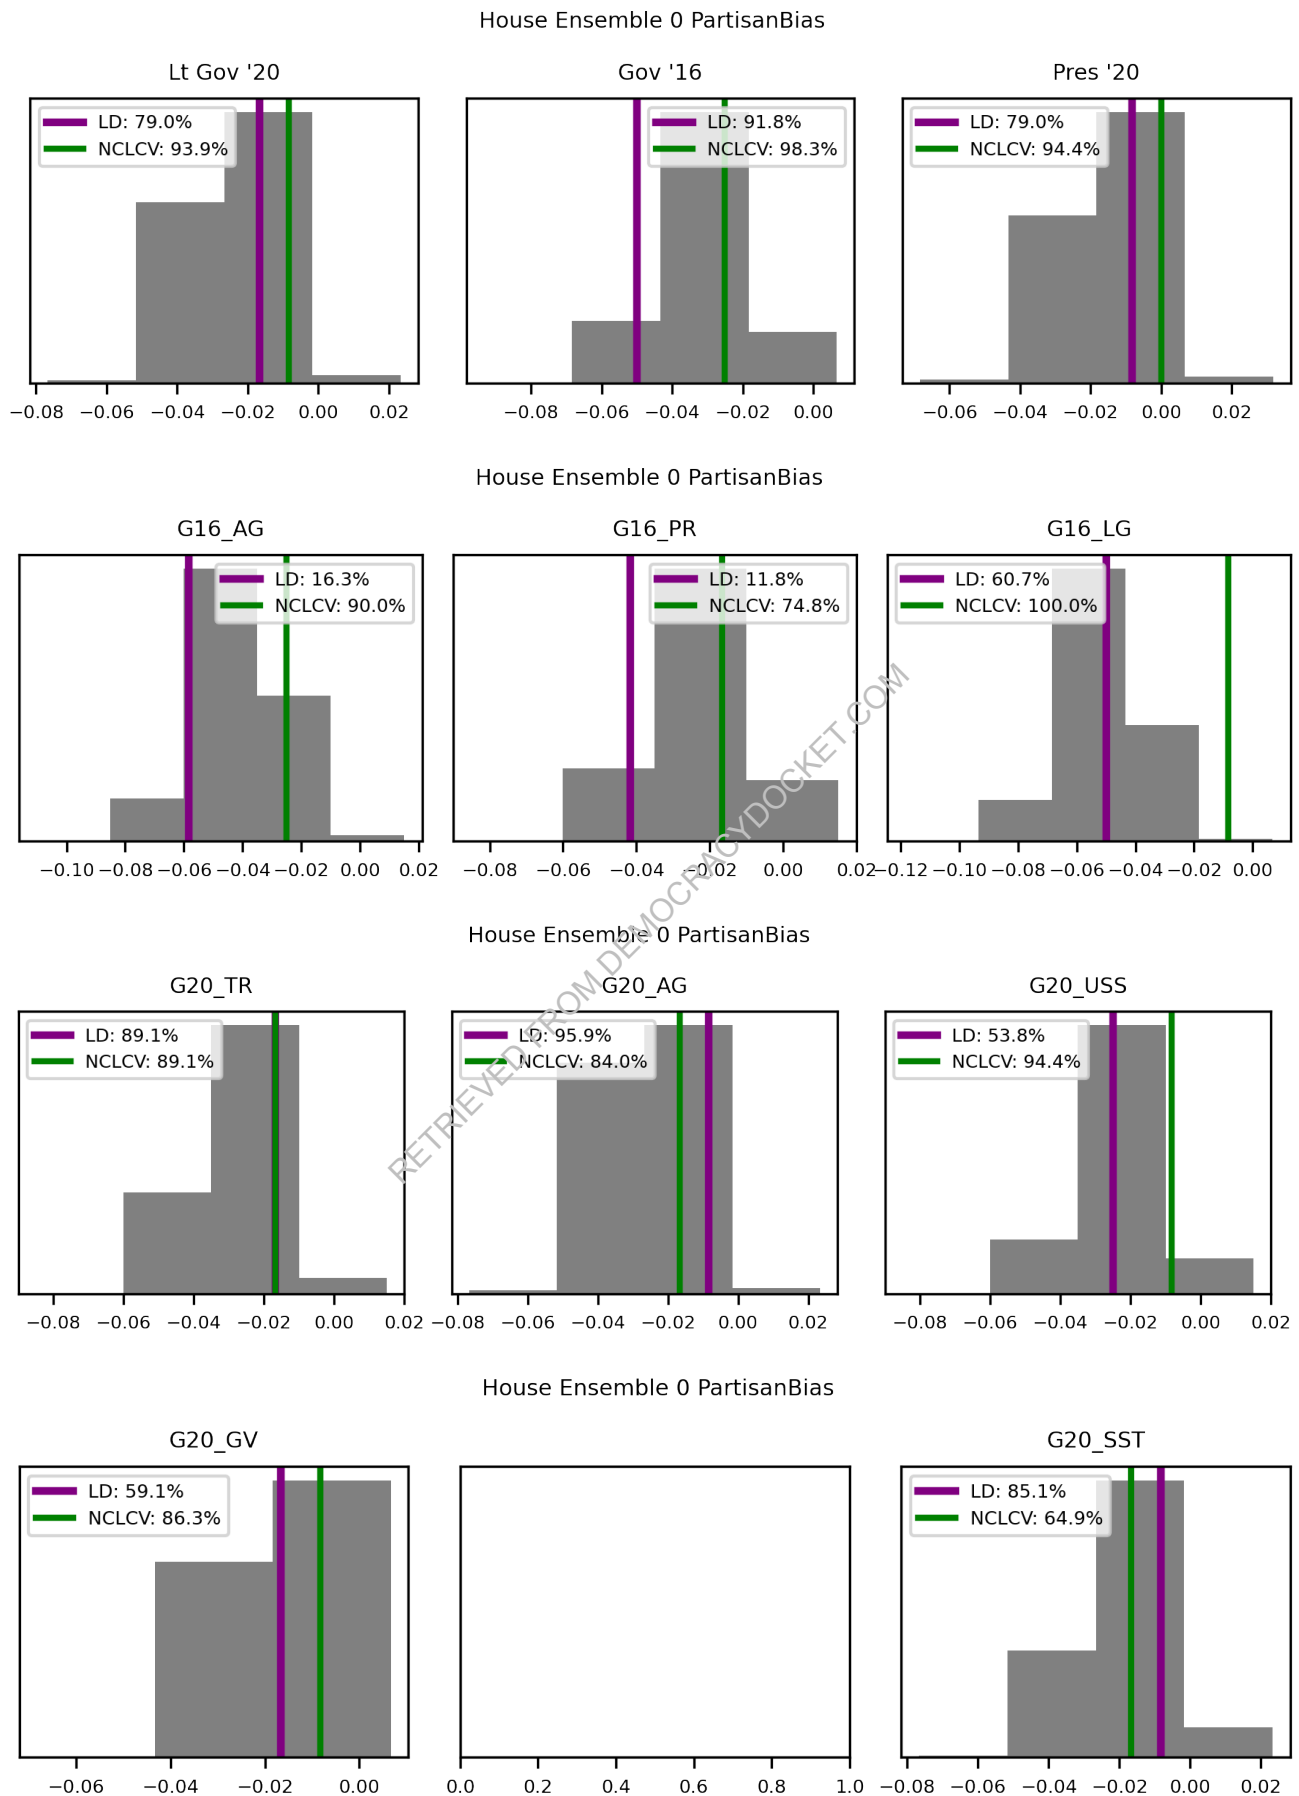 House Ensemble 0 PartisanBias
Lt Gov '20 Gov '16 Pres '20
LD: 79.0% LD: 91.8% LD: 79.0%
NCLCV: 93.9% NCLCV: 98.3% NCLCV: 94.4%
−0.08 −0.06 −0.04 −0.02 0.00 0.02 −0.08 −0.06 −0.04 −0.02 0.00 −0.06 −0.04 −0.02 0.00 0.02
House Ensemble 0 PartisanBias
G16_AG G16_PR G16_LG
LD: 16.3% LD: 11.8% LD: 60.7%
NCLCV: 90.0% NCLCV: 74.8% NCLCV: 100.0%
−0.10 −0.08 −0.06 −0.04 −0.02 0.00 0.02 −0.08 −0.06 −0.04 −0.02 0.00 0.02 −0.12 −0.10 −0.08 −0.06 −0.04 −0.02 0.00
RETRIEVED FROM DEMOCRACYDOCKET.COM
House Ensemble 0 PartisanBias
G20_TR G20_AG G20_USS
LD: 89.1% LD: 95.9% LD: 53.8%
NCLCV: 89.1% NCLCV: 84.0% NCLCV: 94.4%
−0.08 −0.06 −0.04 −0.02 0.00 0.02 −0.08 −0.06 −0.04 −0.02 0.00 0.02 −0.08 −0.06 −0.04 −0.02 0.00 0.02
House Ensemble 0 PartisanBias
G20_GV G20_SST
LD: 59.1% LD: 85.1%
NCLCV: 86.3% NCLCV: 64.9%
−0.06 −0.04 −0.02 0.00 0.0 0.2 0.4 0.6 0.8 1.0 −0.08 −0.06 −0.04 −0.02 0.00 0.02